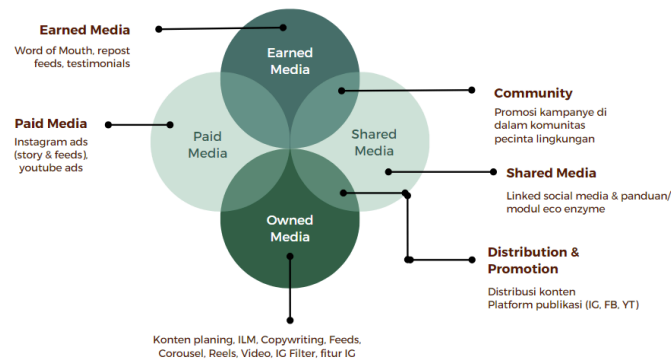 Earned Media
Word of Mouth, repost
feeds, testimonials
Earned
Media
Community
Promosi kampanye di
dalam komunitas
pecinta lingkungan
Paid Media
Instagram ads
(story & feeds),
youtube ads
Paid
Media
Shared
Media
Shared Media
Linked social media & panduan/
modul eco enzyme
Owned
Media
Distribution &
Promotion
Distribusi konten
Platform publikasi (IG, FB, YT)
Konten planing, ILM, Copywriting, Feeds,
Corousel, Reels, Video, IG Filter, fitur IG